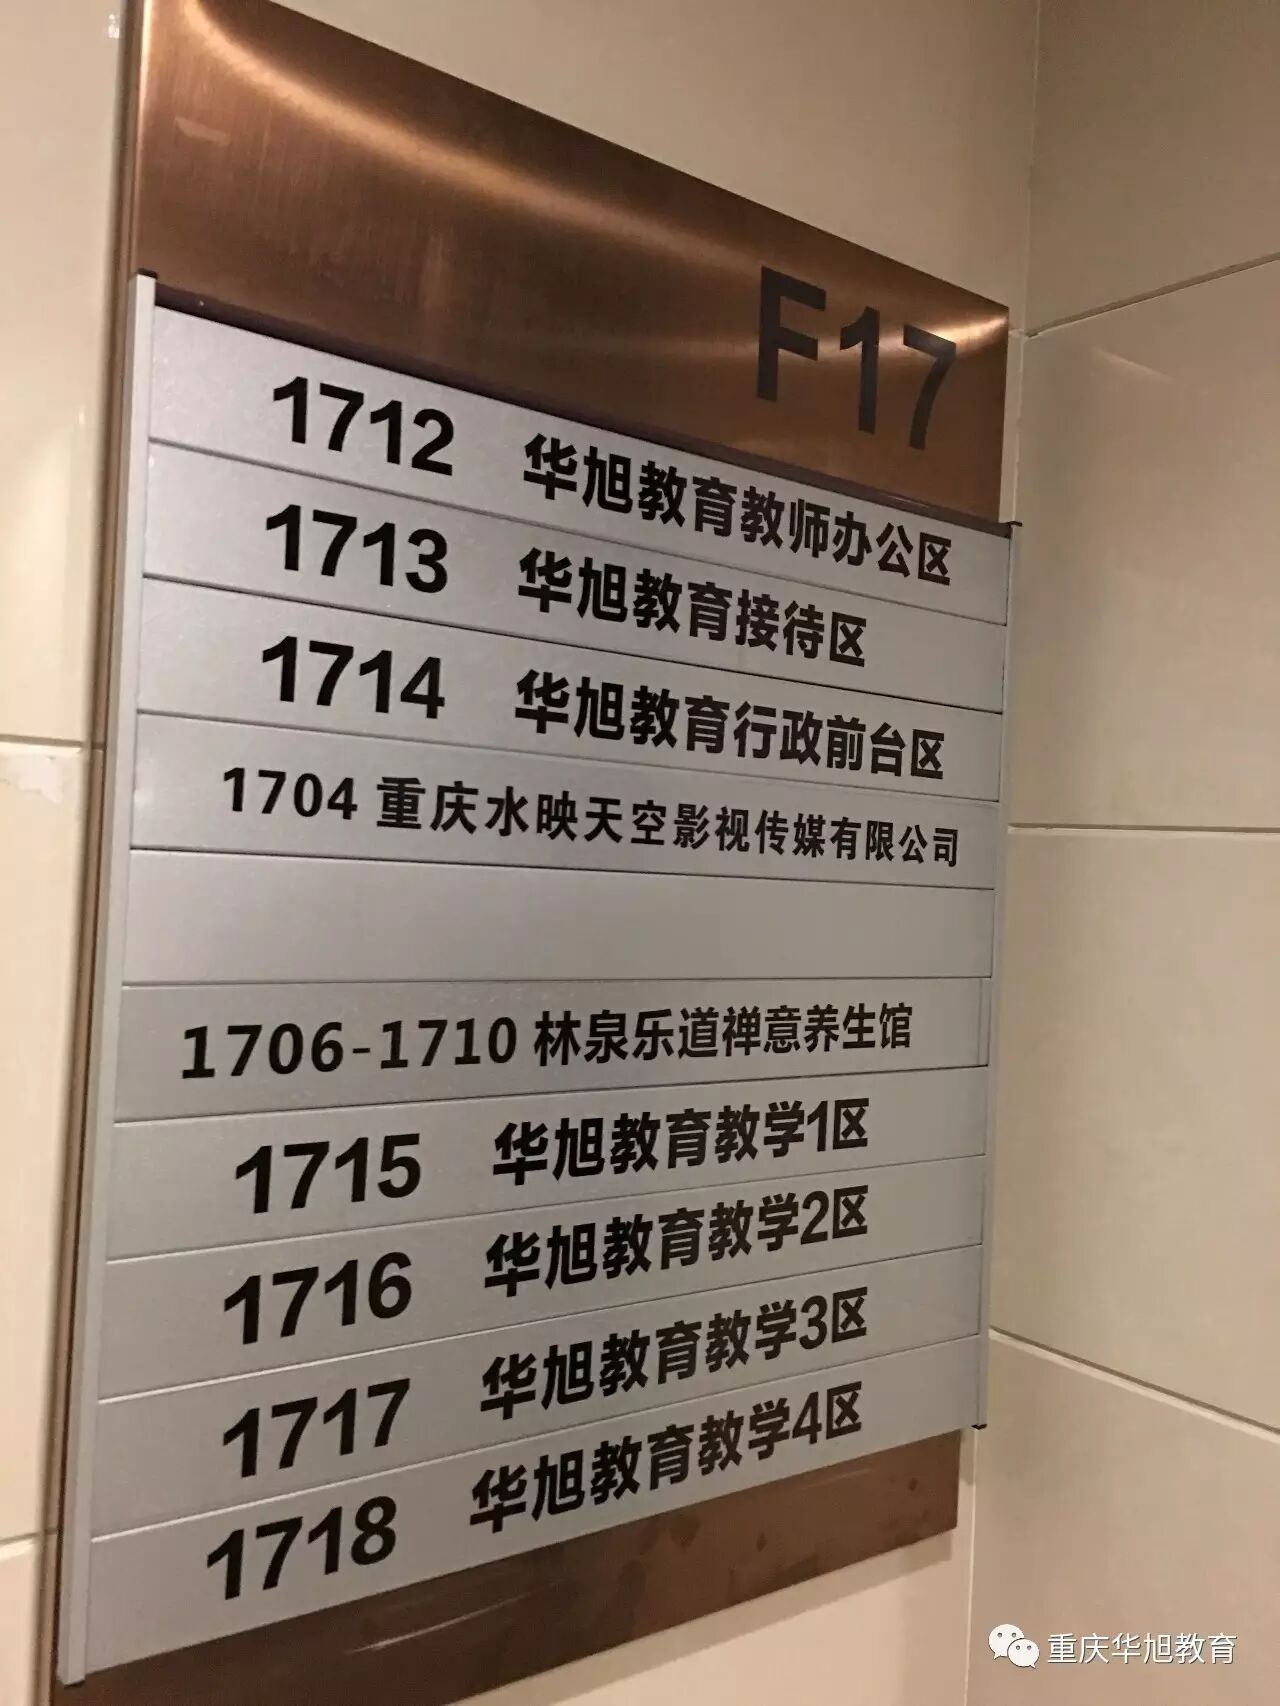 F17
1712 华旭教育教师办公区
1713 华旭教育接待区
1714 华旭教育行政前台区
1704 重庆水映天空影视传媒有限公司
1706-1710 林泉乐道禅意养生馆
1715 华旭教育教学1区
1716 华旭教育教学2区
1717 华旭教育教学3区
1718 华旭教育教学4区
重庆华旭教育